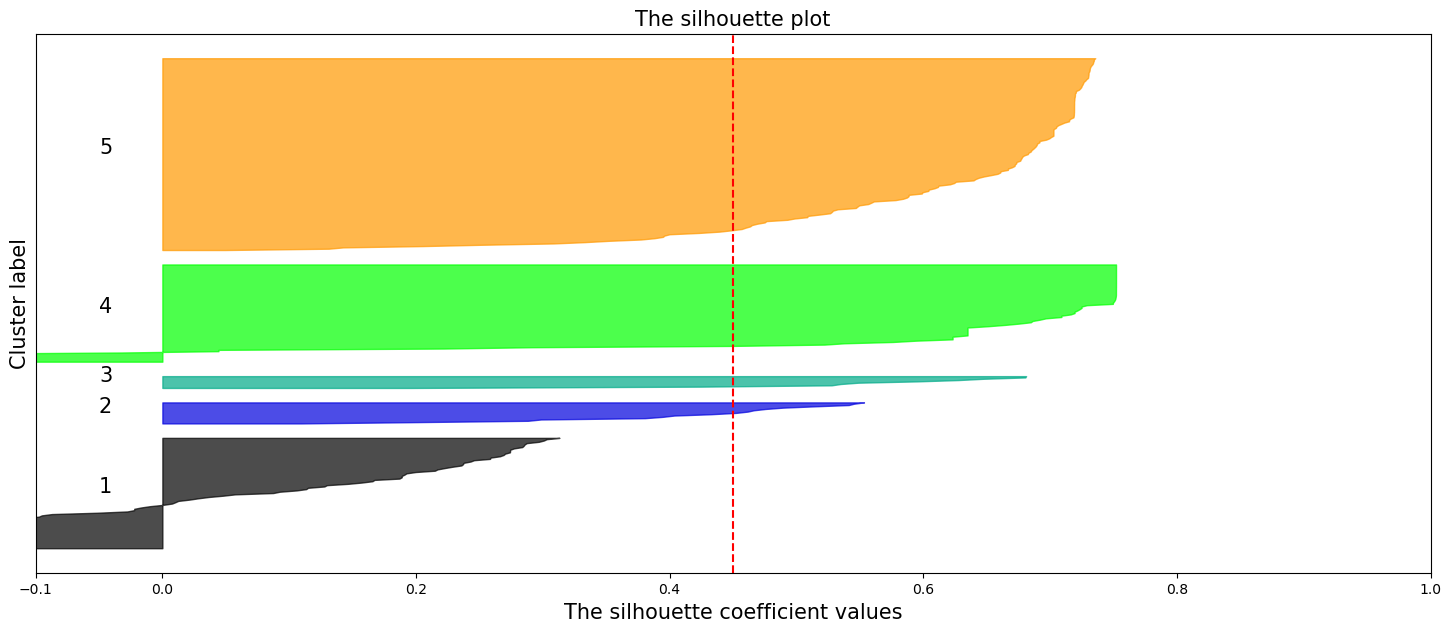 The silhouette plot
Cluster label
5
4
3
2
1
−0.1 0.0 0.2 0.4 0.6 0.8 1.0
The silhouette coefficient values